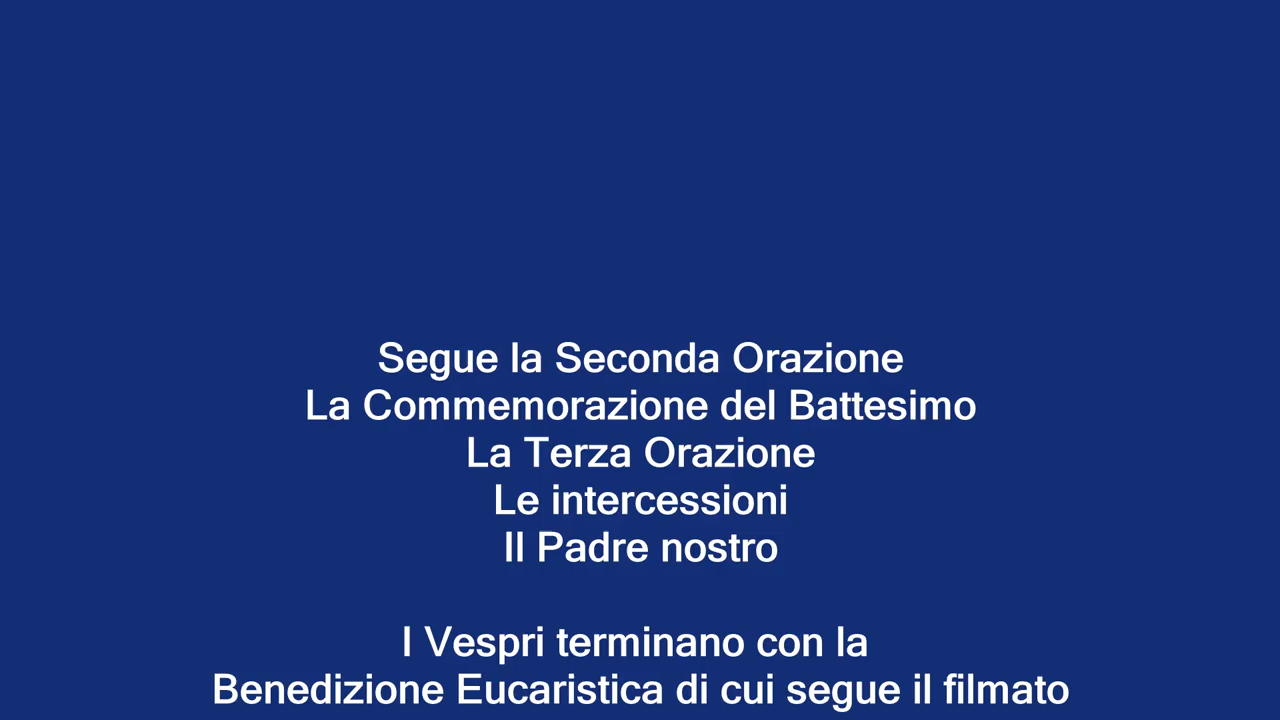 Segue la Seconda Orazione
La Commemorazione del Battesimo
La Terza Orazione
Le intercessioni
Il Padre nostro
I Vespri terminano con la
Benedizione Eucaristica di cui segue il filmato